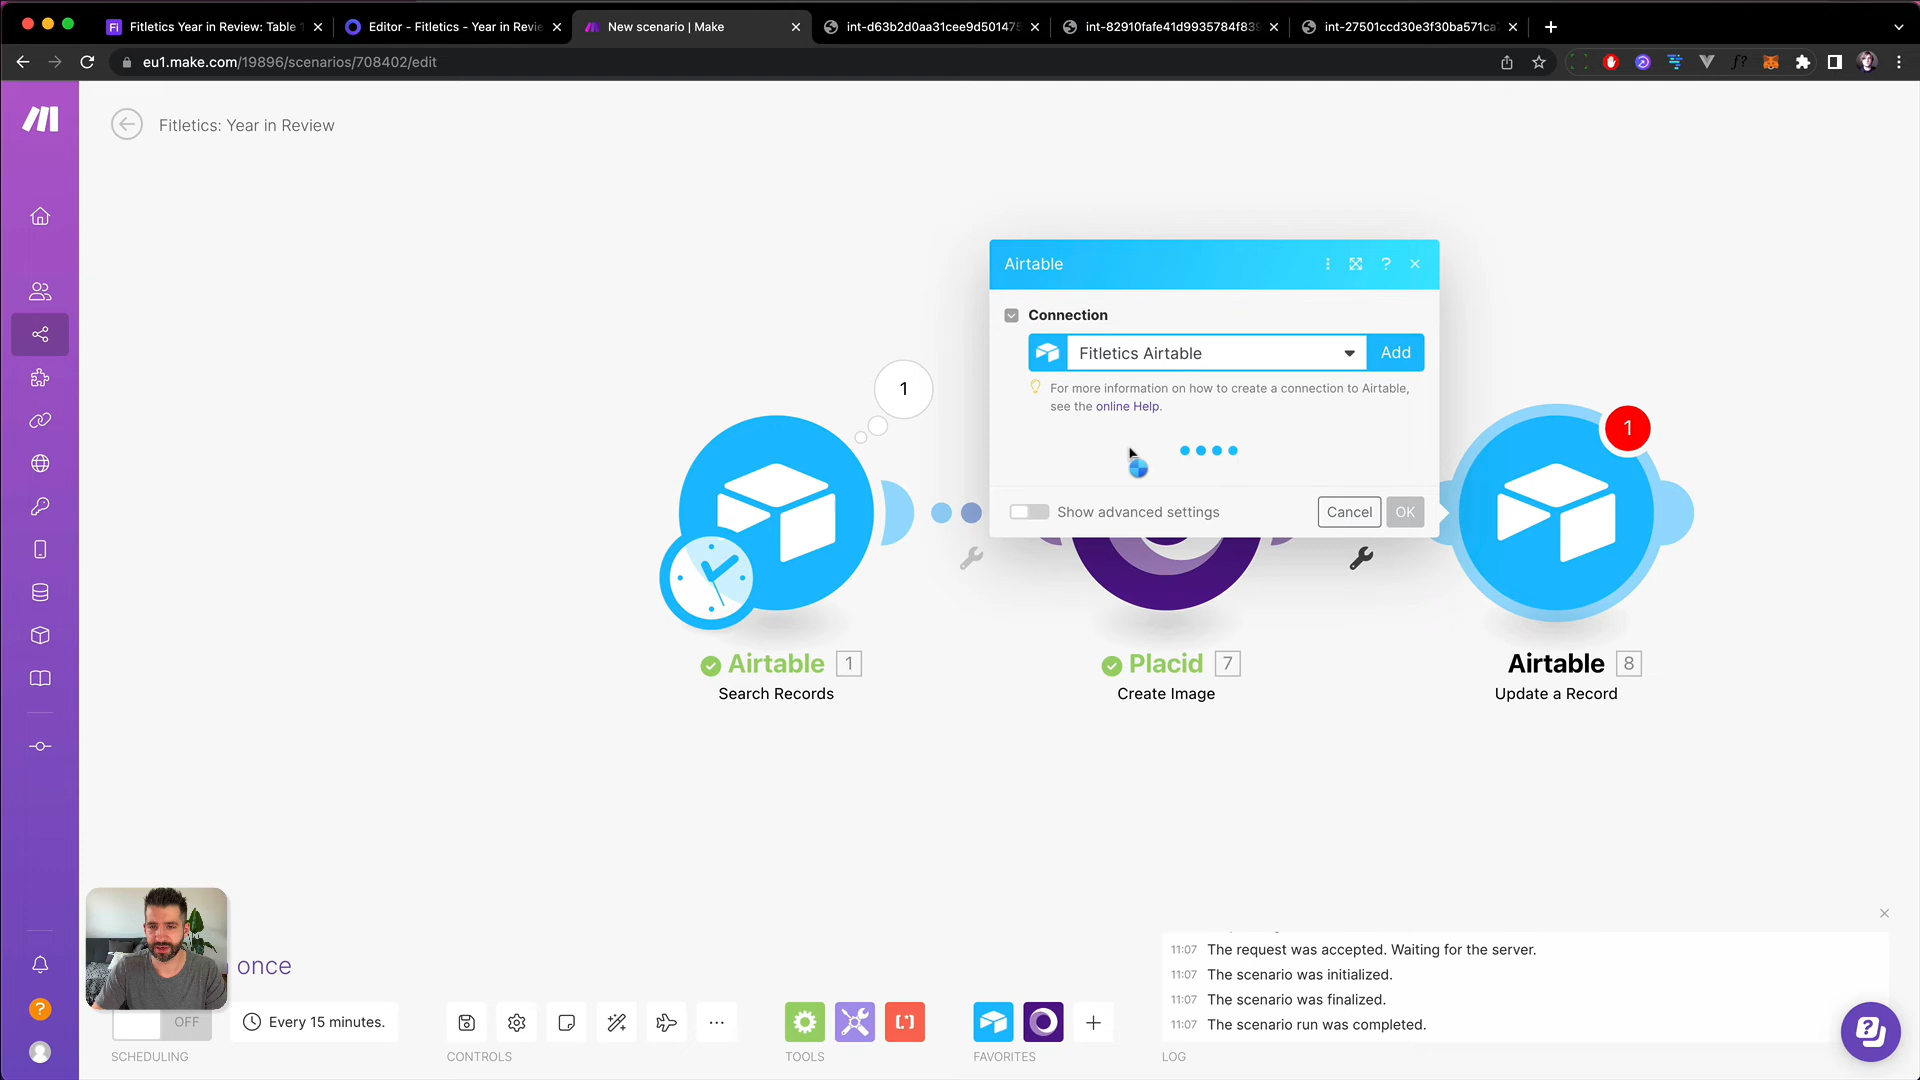 Fitletics Year in Review: Table 1
Editor - Fitletics - Year in Revie
New scenario | Make
int-d63b2d0aa31cee9d501475
int-82910fafe41d9935784f839
int-27501ccd30e3f30ba571ca
eu1.make.com/19896/scenarios/708402/edit
Fitletics: Year in Review
Airtable
Connection
Fitletics Airtable
Add
For more information on how to create a connection to Airtable,
see the online Help.
Show advanced settings
Cancel
OK
1
1
Airtable 1
Search Records
Placid 7
Create Image
Airtable 8
Update a Record
once
OFF
Every 15 minutes.
SCHEDULING
CONTROLS
TOOLS
FAVORITES
LOG
11:07 The request was accepted. Waiting for the server.
11:07 The scenario was initialized.
11:07 The scenario was finalized.
11:07 The scenario run was completed.